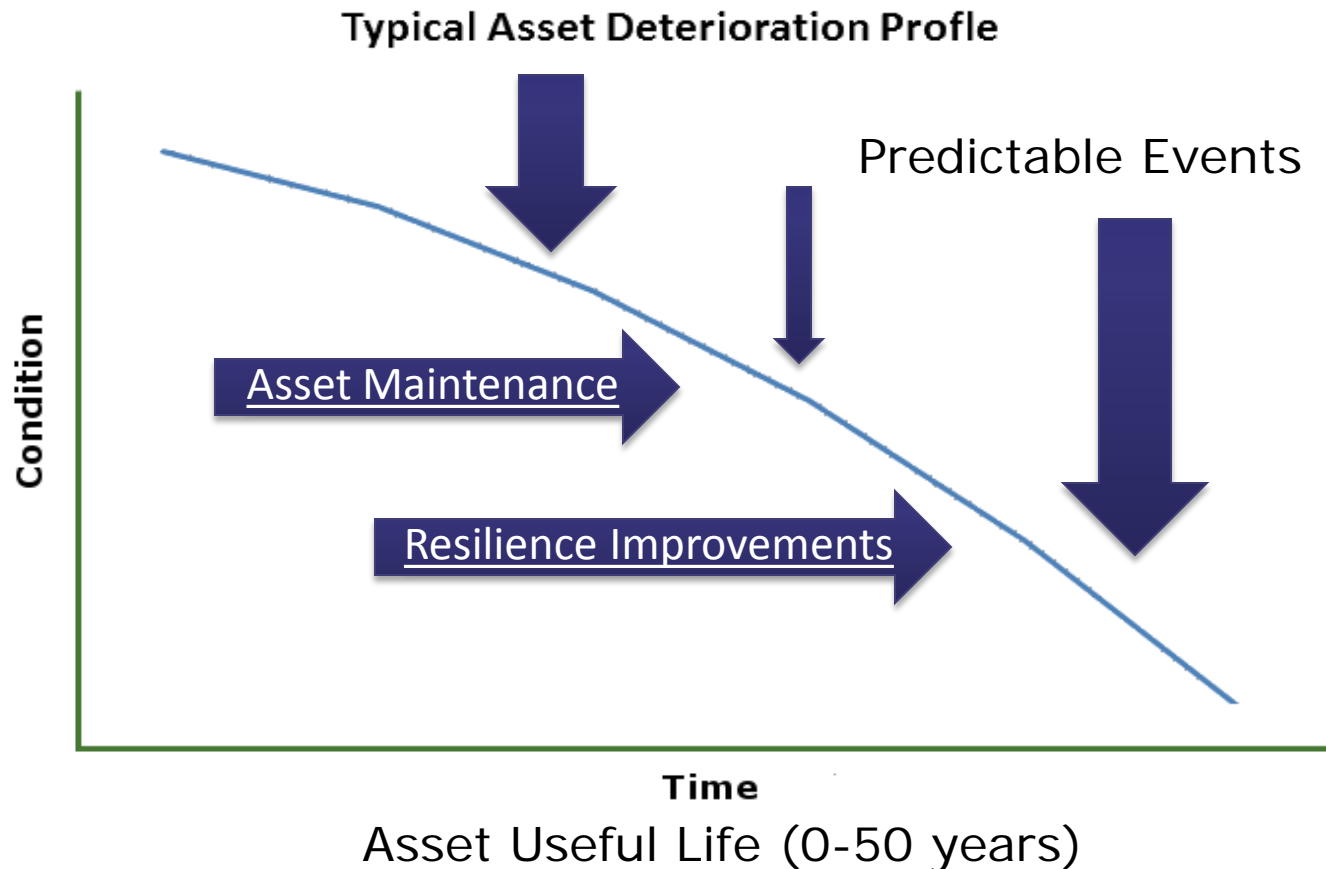 Typical Asset Deterioration Profle
Predictable Events
Condition
Asset Maintenance
Resilience Improvements
Time
Asset Useful Life (0-50 years)